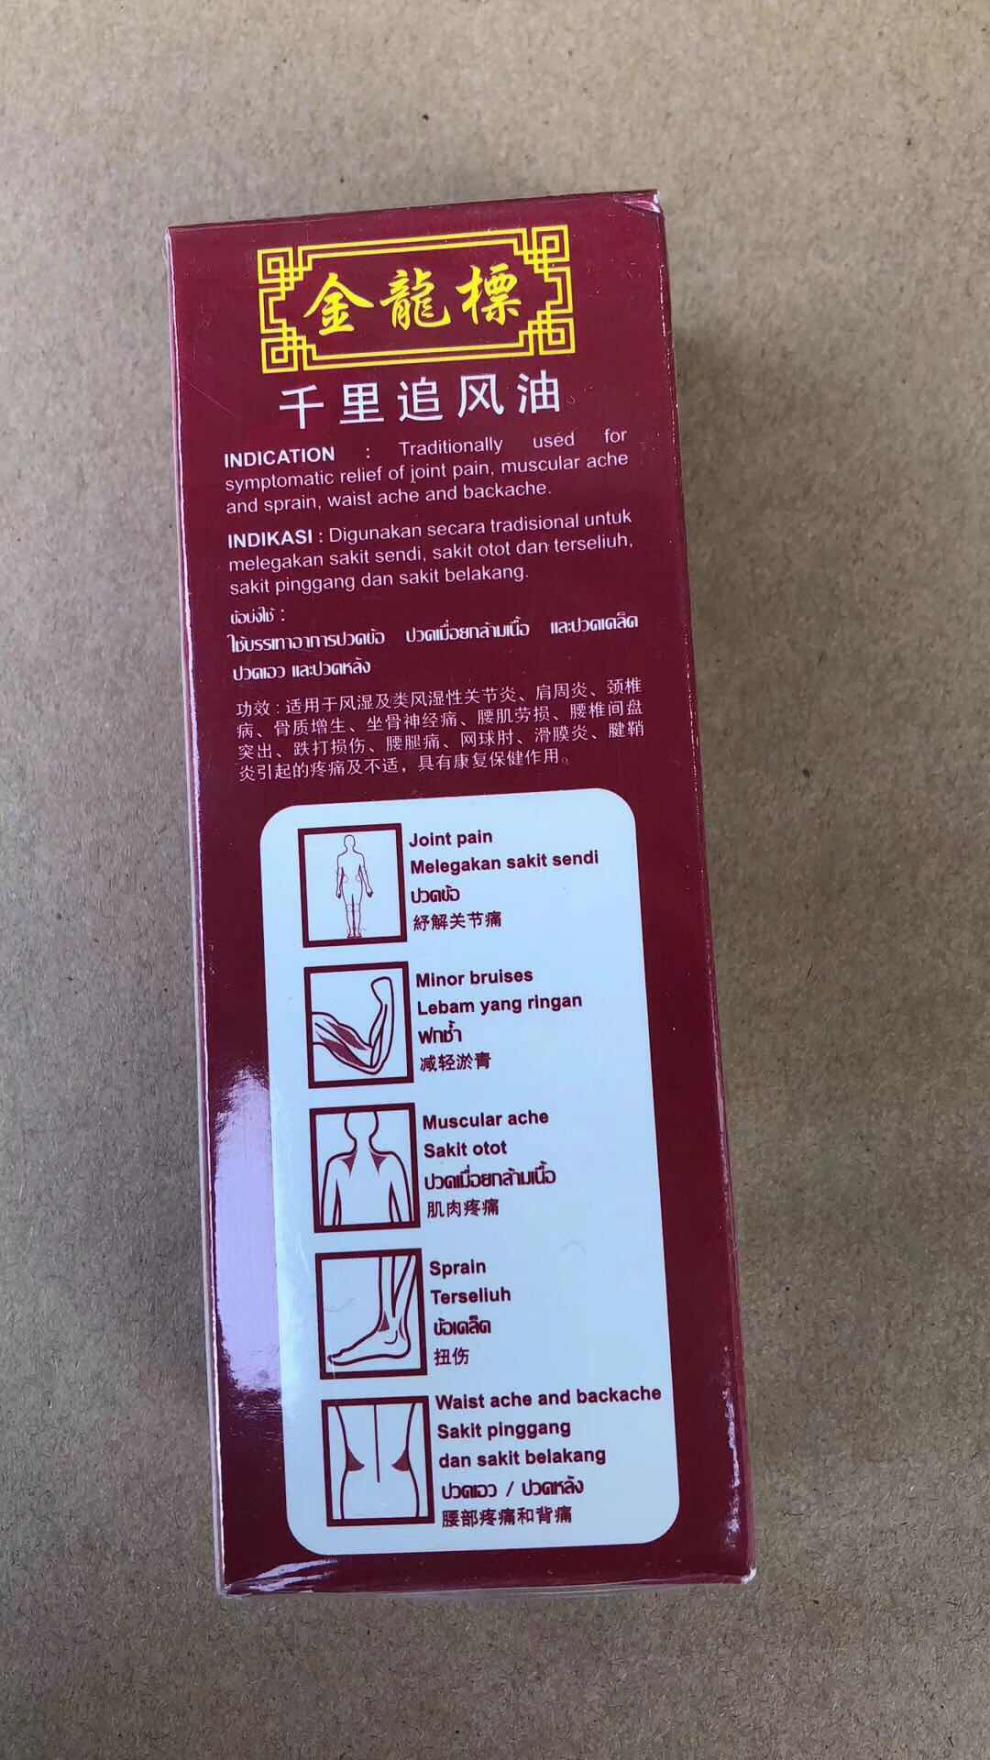 金龍標
千里追风油
INDICATION : Traditionally used for
symptomatic relief of joint pain, muscular ache
and sprain, waist ache and backache.
INDIKASI : Digunakan secara tradisional untuk
melegakan sakit sendi, sakit otot dan terseliuh,
sakit pinggang dan sakit belakang.
ข้อบ่งใช้ :
ใช้บรรเทาอาการปวดข้อ ปวดเมื่อยกล้ามเนื้อ และปวดเคล็ด
ปวดเอว และปวดหลัง
功效 : 适用于风湿及类风湿性关节炎、肩周炎、颈椎
病、骨质增生、坐骨神经痛、腰肌劳损、腰椎间盘
突出、跌打损伤、腰腿痛、网球肘、滑膜炎、腱鞘
炎引起的疼痛及不适，具有康复保健作用。
Joint pain
Melegakan sakit sendi
ปวดข้อ
紓解关节痛
Minor bruises
Lebam yang ringan
ฟกช้ำ
减轻淤青
Muscular ache
Sakit otot
ปวดเมื่อยกล้ามเนื้อ
肌肉疼痛
Sprain
Terseliuh
ข้อเคล็ด
扭伤
Waist ache and backache
Sakit pinggang
dan sakit belakang
ปวดเอว / ปวดหลัง
腰部疼痛和背痛